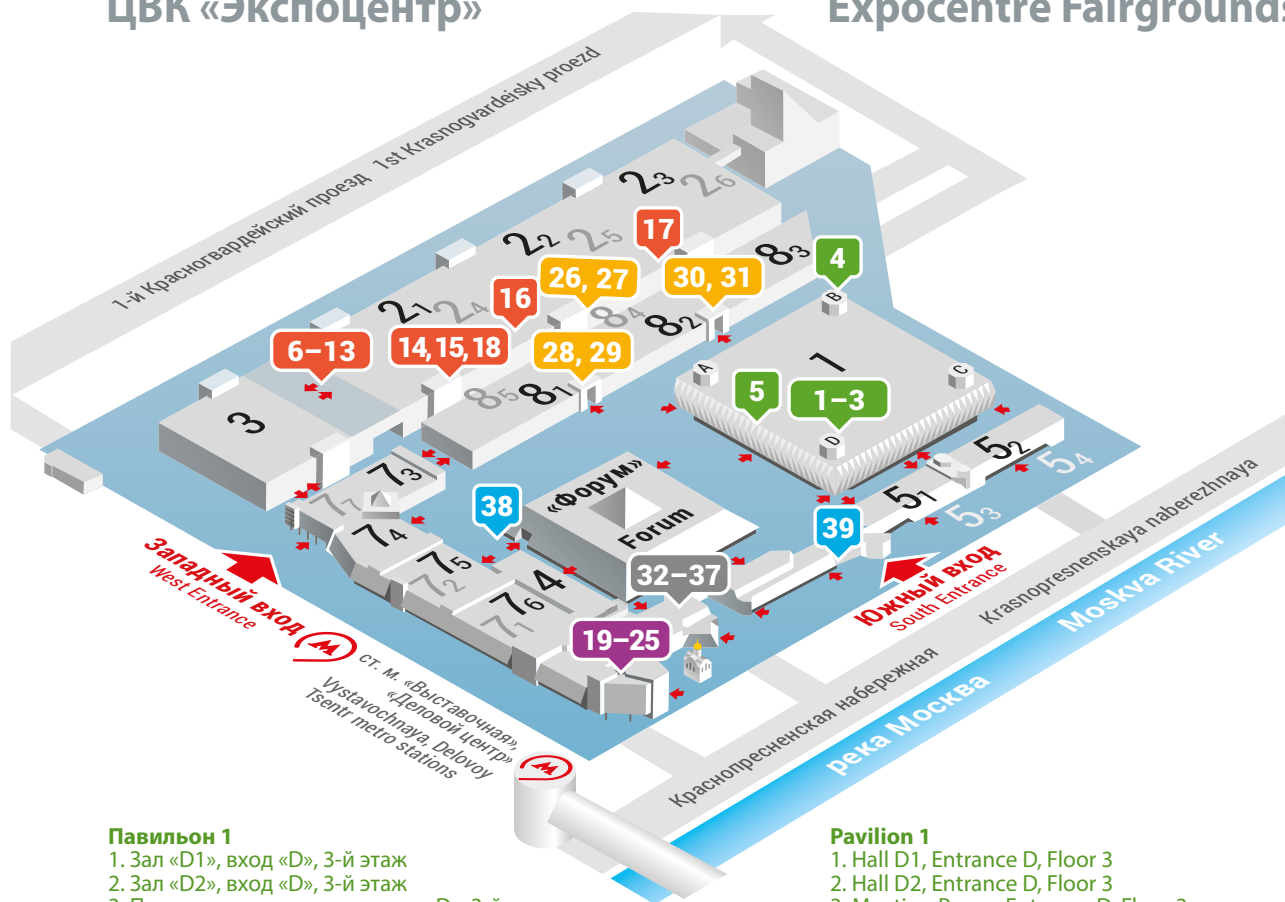 ЦВК «Экспоцентр»
Expocentre Fairgrounds
1-й Красногвардейский проезд 1st Krasnogvardeisky proezd
2₃
2₆
2₂
2₅
17
8₃
4
B
26, 27
30, 31
2₁
2₄
16
8₄
8₂
1
6–13
14, 15, 18
28, 29
A
C
5
1–3
8₅
8₁
3
D
5₂
5₄
7₃
7₇
«Форум»
Forum
38
5₁
5₃
39
7₄
7₅
7₂
4
7₆
7₁
32–37
19–25
Западный вход
West Entrance
Южный вход
South Entrance
М
ст. м. «Выставочная»,
«Деловой центр»
Vystavochnaya, Delovoy
Tsentr metro stations
М
Краснопресненская набережная
Krasnopresnenskaya naberezhnaya
река Москва
Moskva River
Павильон 1
1. Зал «D1», вход «D», 3-й этаж
2. Зал «D2», вход «D», 3-й этаж
Pavilion 1
1. Hall D1, Entrance D, Floor 3
2. Hall D2, Entrance D, Floor 3